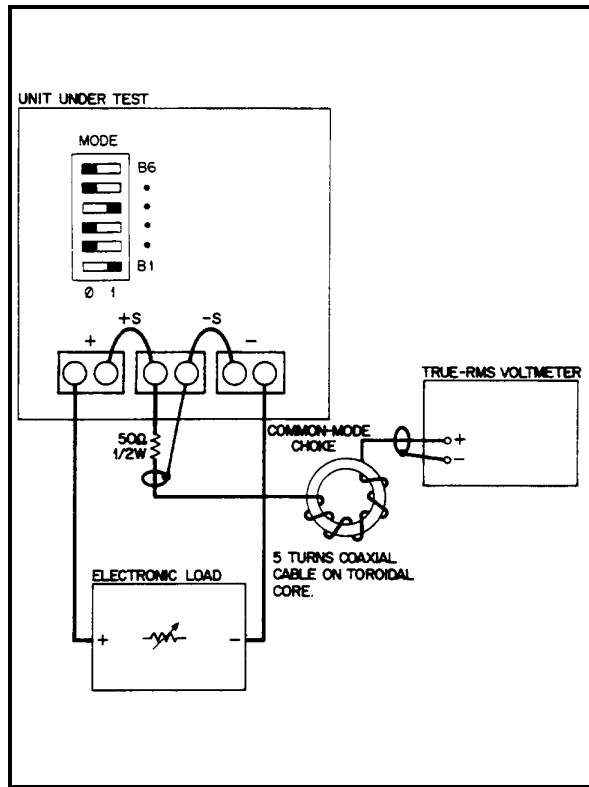 UNIT UNDER TEST
MODE
B6
B1
0 1
+S -S
+ -
TRUE-RMS VOLTMETER
+
-
50Ω
1/2W
COMMON-MODE
CHOKE
5 TURNS COAXIAL
CABLE ON TOROIDAL
CORE.
ELECTRONIC LOAD
+ -